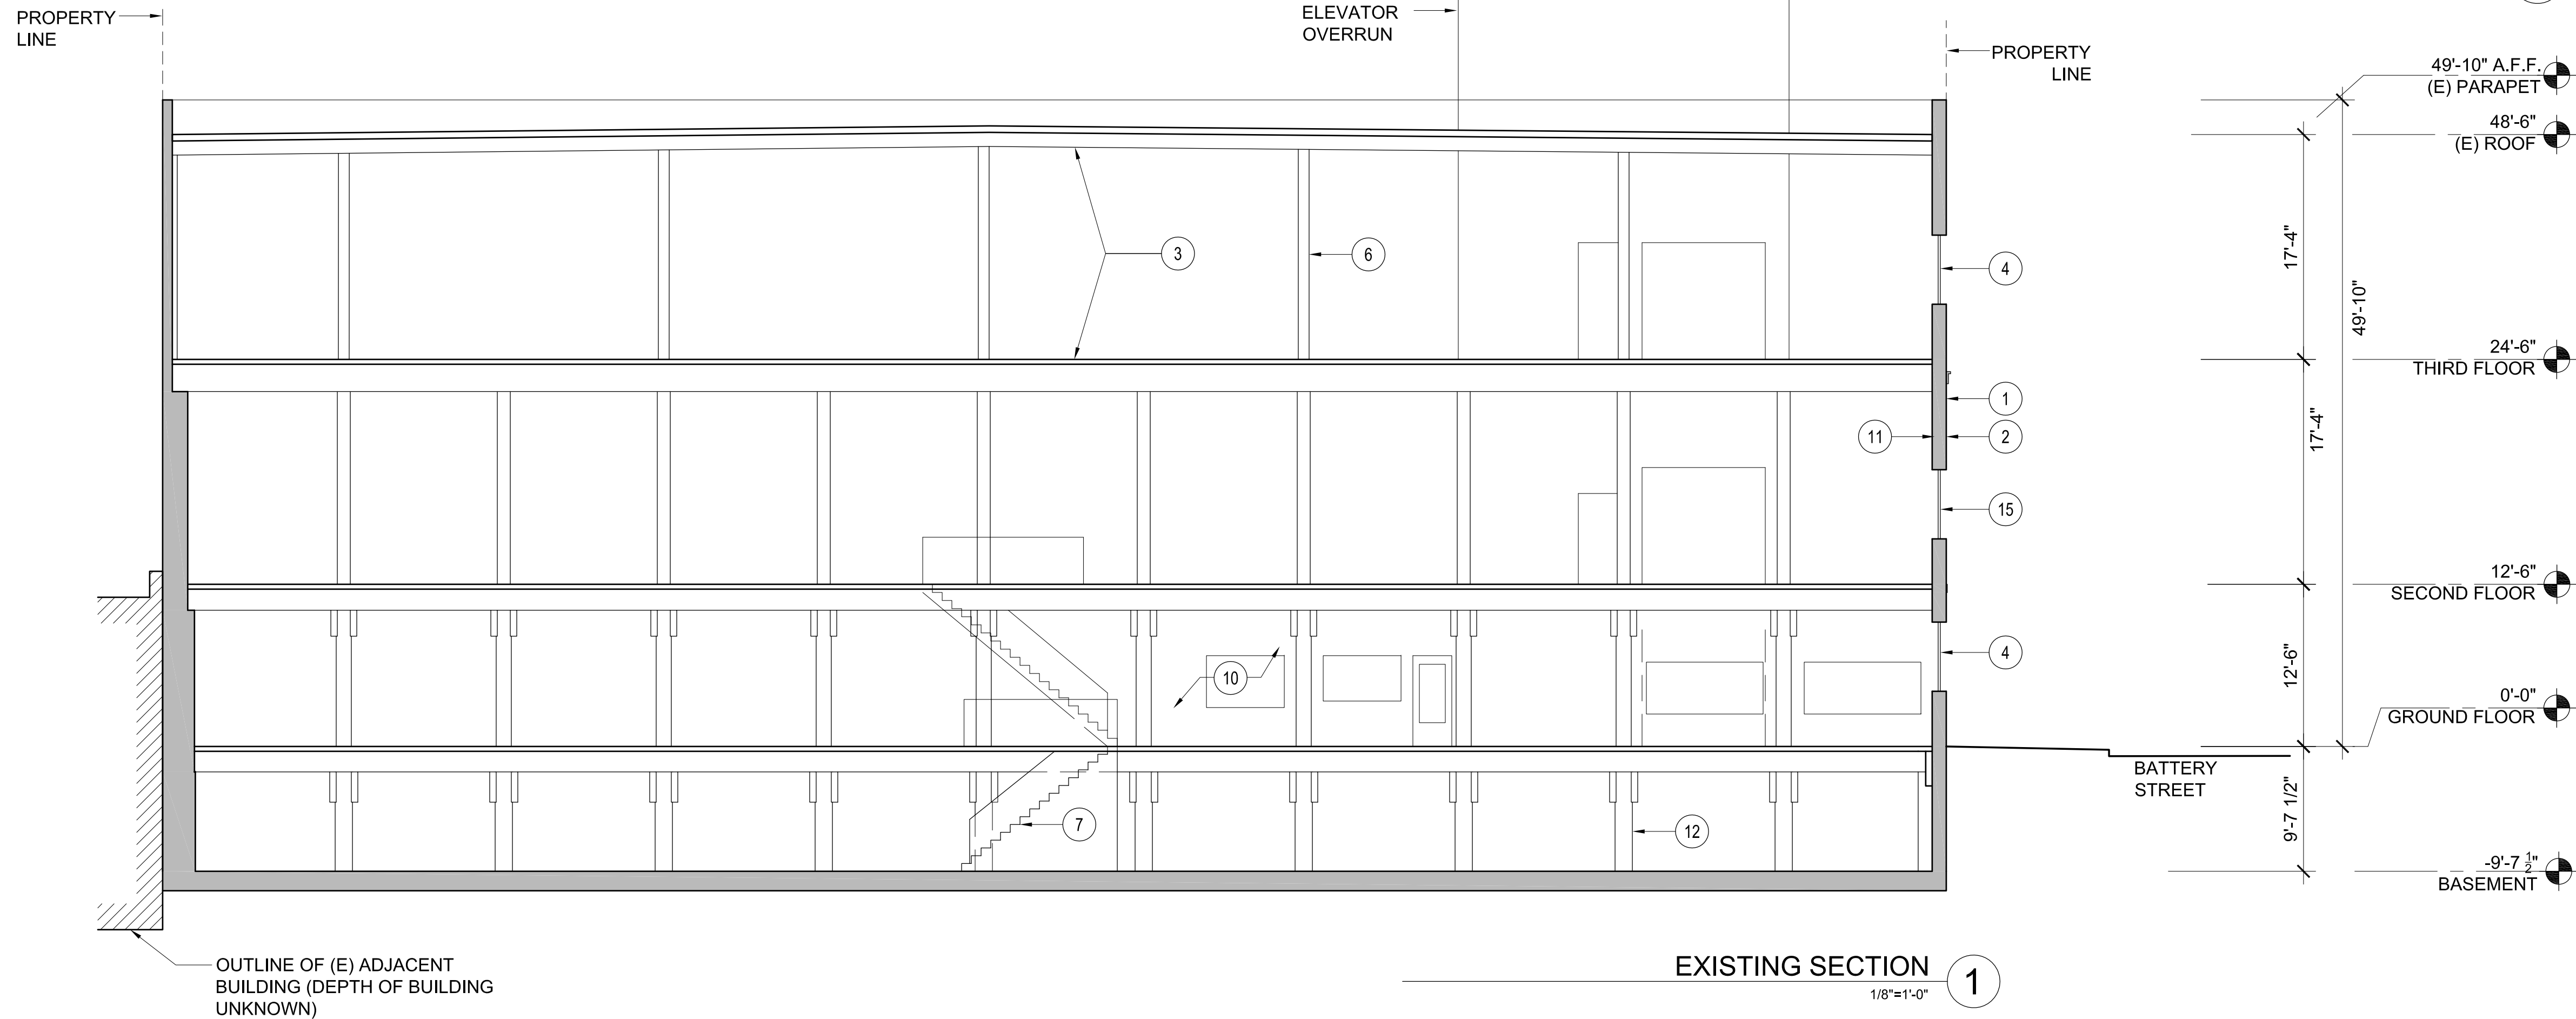 PROPERTY
LINE
ELEVATOR
OVERRUN
PROPERTY
LINE
49'-10" A.F.F.
(E) PARAPET
48'-6"
(E) ROOF
3
6
4
17'-4"
49'-10"
24'-6"
THIRD FLOOR
1
11
2
17'-4"
15
12'-6"
SECOND FLOOR
10
4
12'-6"
0'-0"
GROUND FLOOR
BATTERY
STREET
7
12
9'-7 1/2"
-9'-7 1/2"
BASEMENT
OUTLINE OF (E) ADJACENT
BUILDING (DEPTH OF BUILDING
UNKNOWN)
EXISTING SECTION
1
1/8"=1'-0"